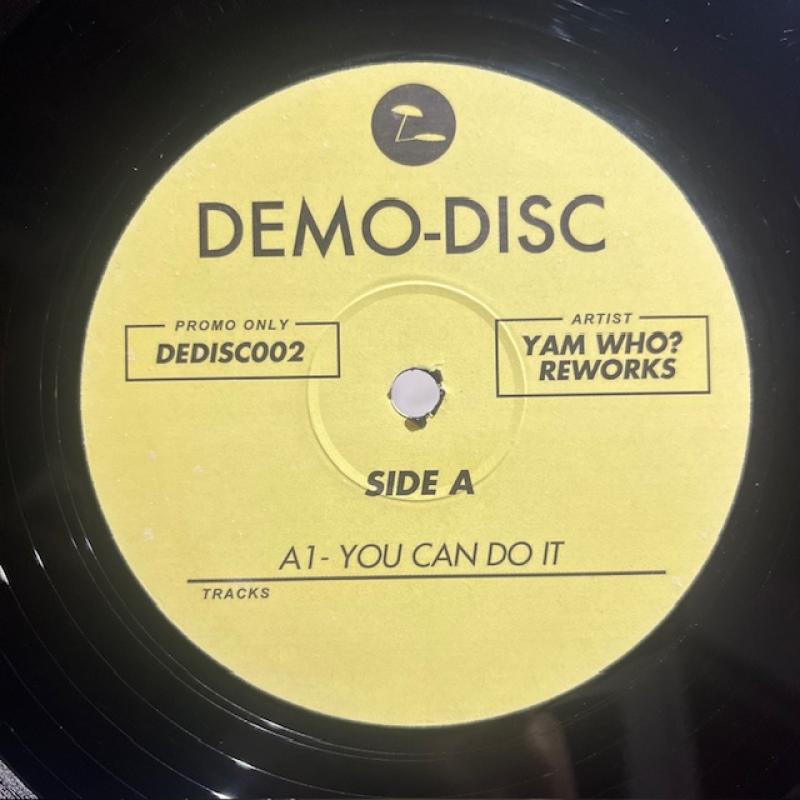 DEMO-DISC
PROMO ONLY
DEDISC002
ARTIST
YAM WHO?
REWORKS
SIDE A
A1- YOU CAN DO IT
TRACKS